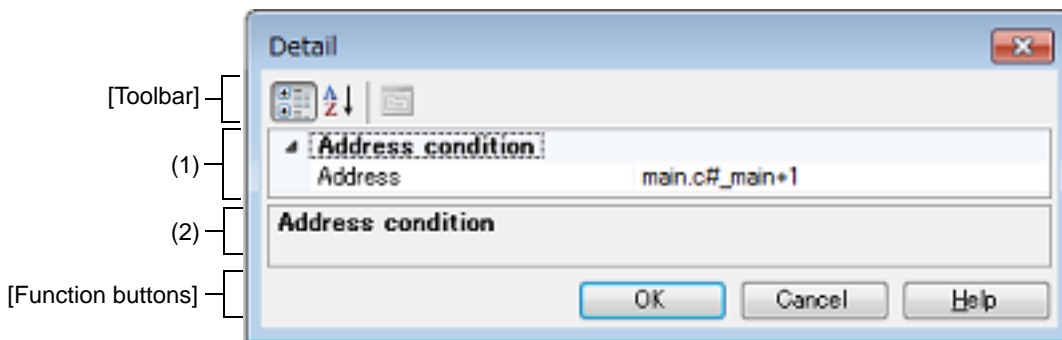 Detail
[Toolbar]
(1)
Address condition
Address main.c#_main+1
(2)
Address condition
[Function buttons]
OK Cancel Help